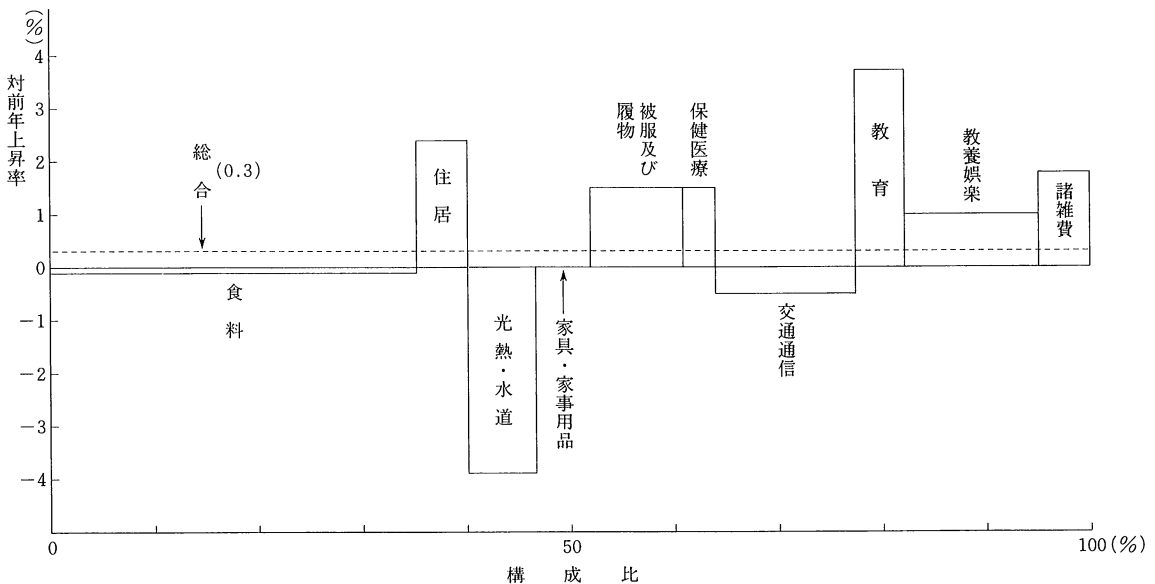 (%)
対前年上昇率
4
3
2
1
0
-1
-2
-3
-4
総合
(0.3)
食料
住居
光熱・水道
家具・家事用品
被服及び
履物
保健医療
交通通信
教育
教養娯楽
諸雑費
0
50
100(%)
構成比